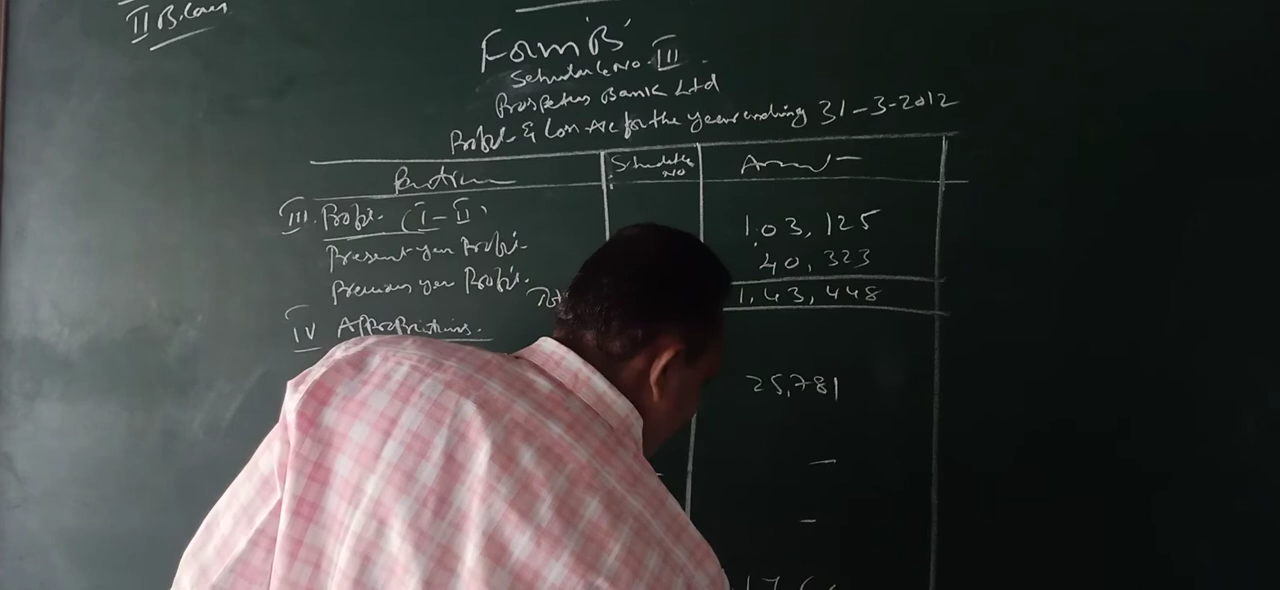 II B.Com
Form 'B'
Schedule No. III
Prosperus Bank Ltd
Profit & Loss A/c for the year ending 31-3-2012
Schedule No
Amount
III. Profit (I - II)
1,03,125
Present year Profit
40,323
Previous year Profit.
Tot
1,43,448
IV Appropriations.
25,781
-
-